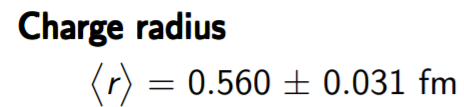 Charge radius
⟨r⟩ = 0.560 ± 0.031 fm